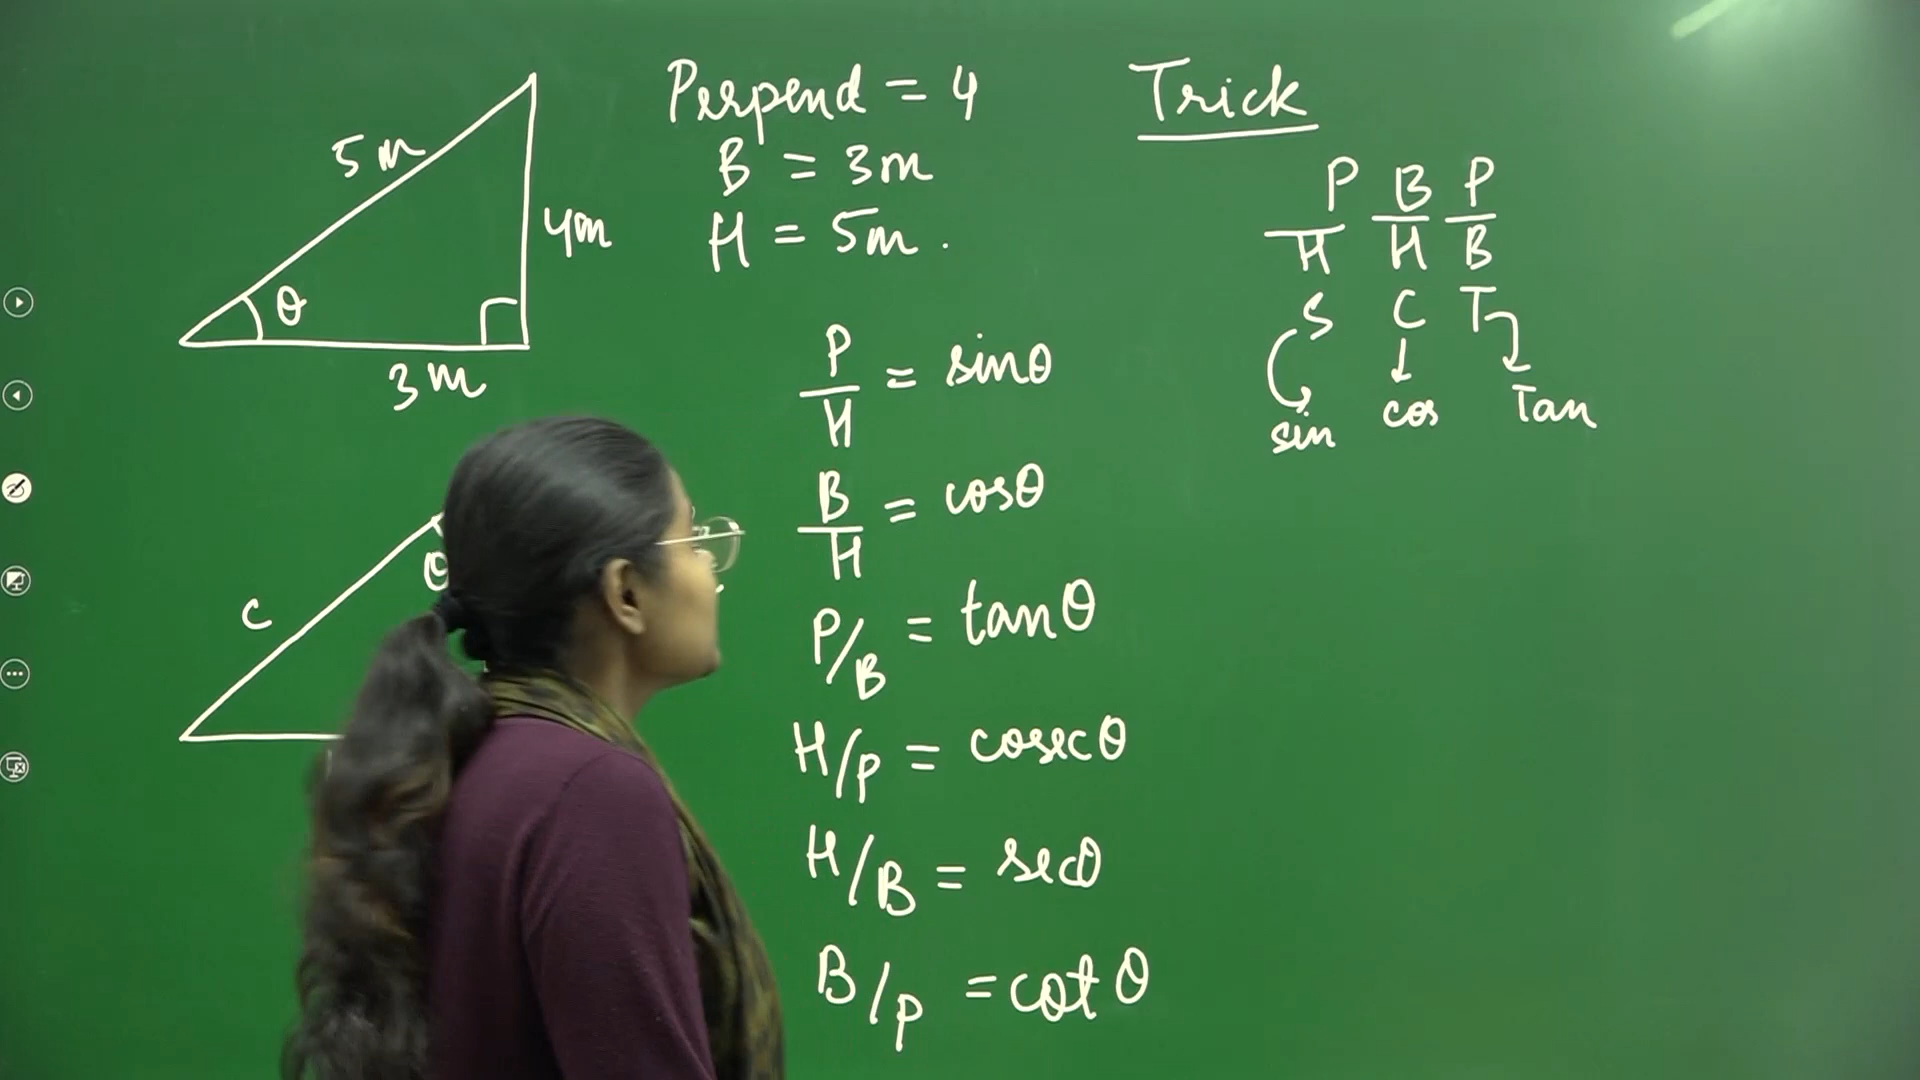 5m
4m
θ
3m
c
θ
Perpend = 4
B = 3m
H = 5m.
P/H = sinθ
B/H = cosθ
P/B = tanθ
H/P = cosecθ
H/B = secθ
B/P = cotθ
Trick
P B P
H H B
S C T
sin cos Tan